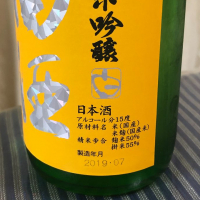 吟醸
日本酒
アルコール分15度
原材料名 米(国産)
米麹(国産米)
精米歩合 麹米50%
掛米55%
製造年月
2019.07